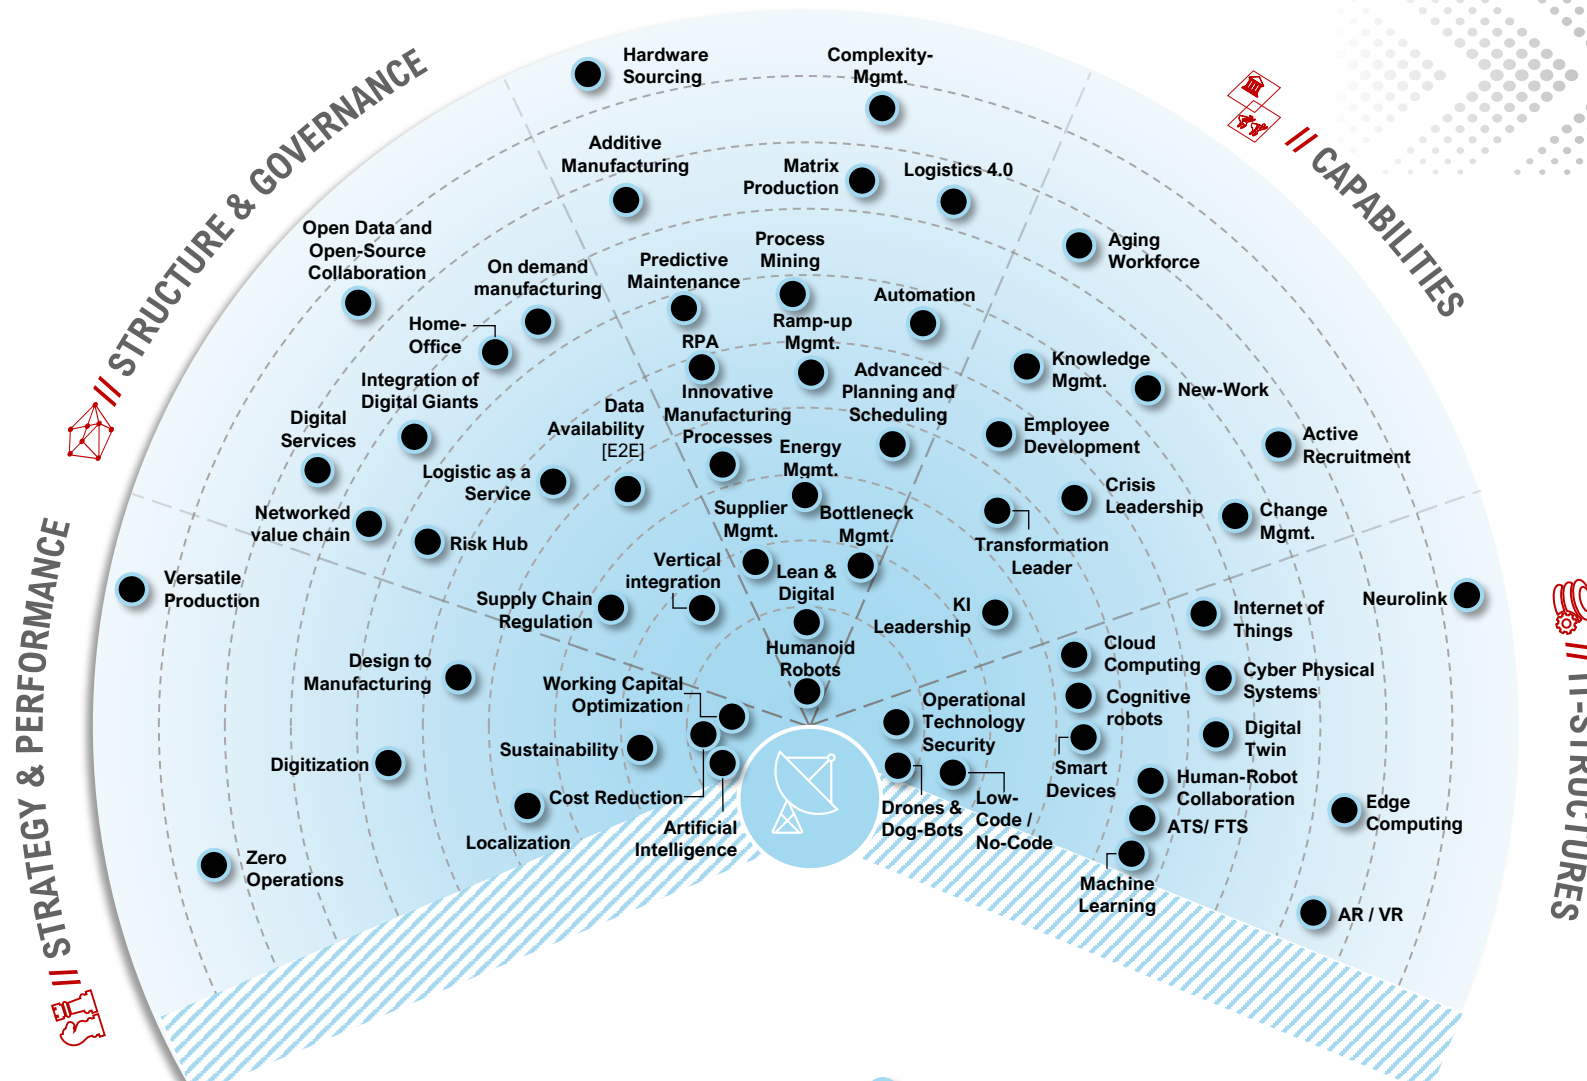 // STRUCTURE & GOVERNANCE
// CAPABILITIES
// STRATEGY & PERFORMANCE
// IT-STRUCTURES
Hardware
Sourcing
Complexity-
Mgmt.
Additive
Manufacturing
Matrix
Production
Logistics 4.0
Open Data and
Open-Source
Collaboration
On demand
manufacturing
Home-
Office
Predictive
Maintenance
Process
Mining
Automation
Aging
Workforce
RPA
Ramp-up
Mgmt.
Advanced
Planning and
Scheduling
Knowledge
Mgmt.
New-Work
Integration of
Digital Giants
Digital
Services
Data
Availability
[E2E]
Innovative
Manufacturing
Processes
Energy
Mgmt.
Employee
Development
Active
Recruitment
Logistic as a
Service
Networked
value chain
Risk Hub
Supplier
Mgmt.
Bottleneck
Mgmt.
Crisis
Leadership
Change
Mgmt.
Transformation
Leader
Versatile
Production
Vertical
integration
Supply Chain
Regulation
Lean &
Digital
KI
Leadership
Neurolink
Internet of
Things
Design to
Manufacturing
Humanoid
Robots
Cloud
Computing
Cyber Physical
Systems
Working Capital
Optimization
Operational
Technology
Security
Cognitive
robots
Digital
Twin
Sustainability
Digitization
Smart
Devices
Human-Robot
Collaboration
Cost Reduction
Drones &
Dog-Bots
Low-
Code /
No-Code
ATS/ FTS
Edge
Computing
Localization
Artificial
Intelligence
Zero
Operations
Machine
Learning
AR / VR